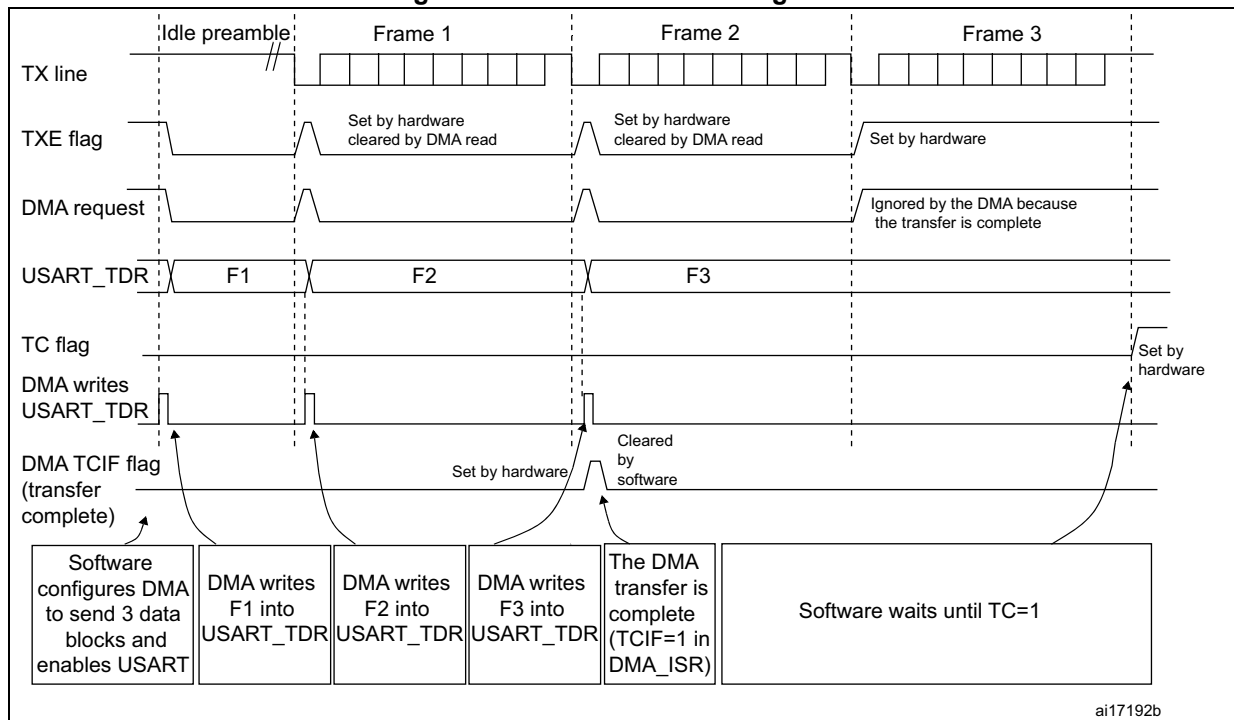 Idle preamble
Frame 1
Frame 2
Frame 3
TX line
TXE flag
Set by hardware
cleared by DMA read
Set by hardware
cleared by DMA read
Set by hardware
DMA request
Ignored by the DMA because
the transfer is complete
USART_TDR
F1
F2
F3
TC flag
Set by
hardware
DMA writes
USART_TDR
DMA TCIF flag
(transfer
complete)
Set by hardware
Cleared
by
software
Software
configures DMA
to send 3 data
blocks and
enables USART
DMA writes
F1 into
USART_TDR
DMA writes
F2 into
USART_TDR
DMA writes
F3 into
USART_TDR
The DMA
transfer is
complete
(TCIF=1 in
DMA_ISR)
Software waits until TC=1
ai17192b